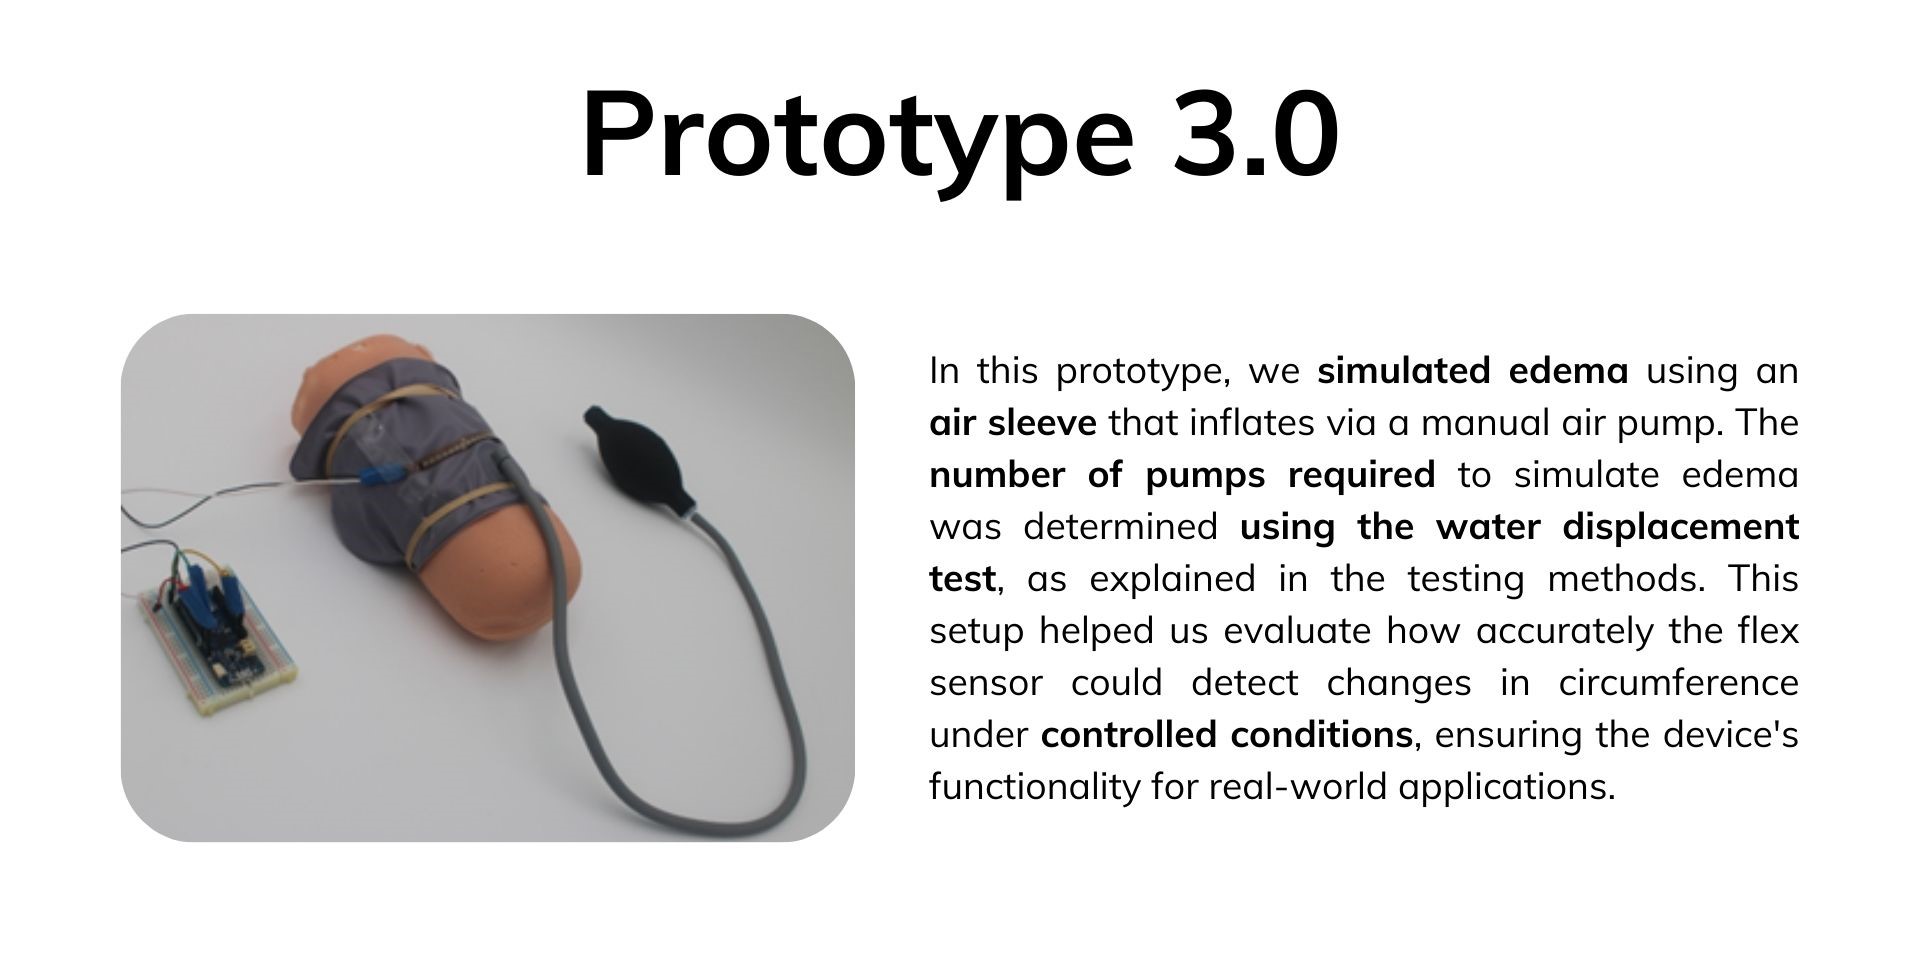 Prototype 3.0
In this prototype, we simulated edema using an
air sleeve that inflates via a manual air pump. The
number of pumps required to simulate edema
was determined using the water displacement
test, as explained in the testing methods. This
setup helped us evaluate how accurately the flex
sensor could detect changes in circumference
under controlled conditions, ensuring the device's
functionality for real-world applications.